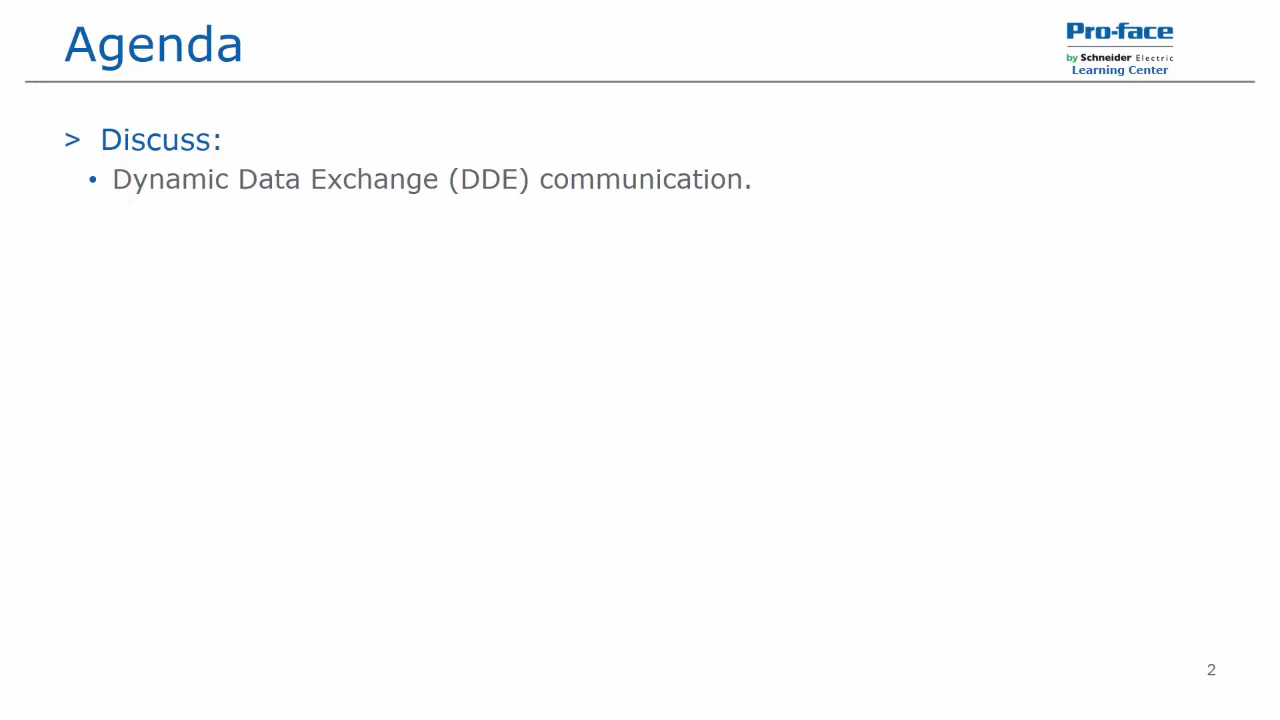 Agenda
Pro-face
by Schneider Electric
Learning Center
> Discuss:
• Dynamic Data Exchange (DDE) communication.
2